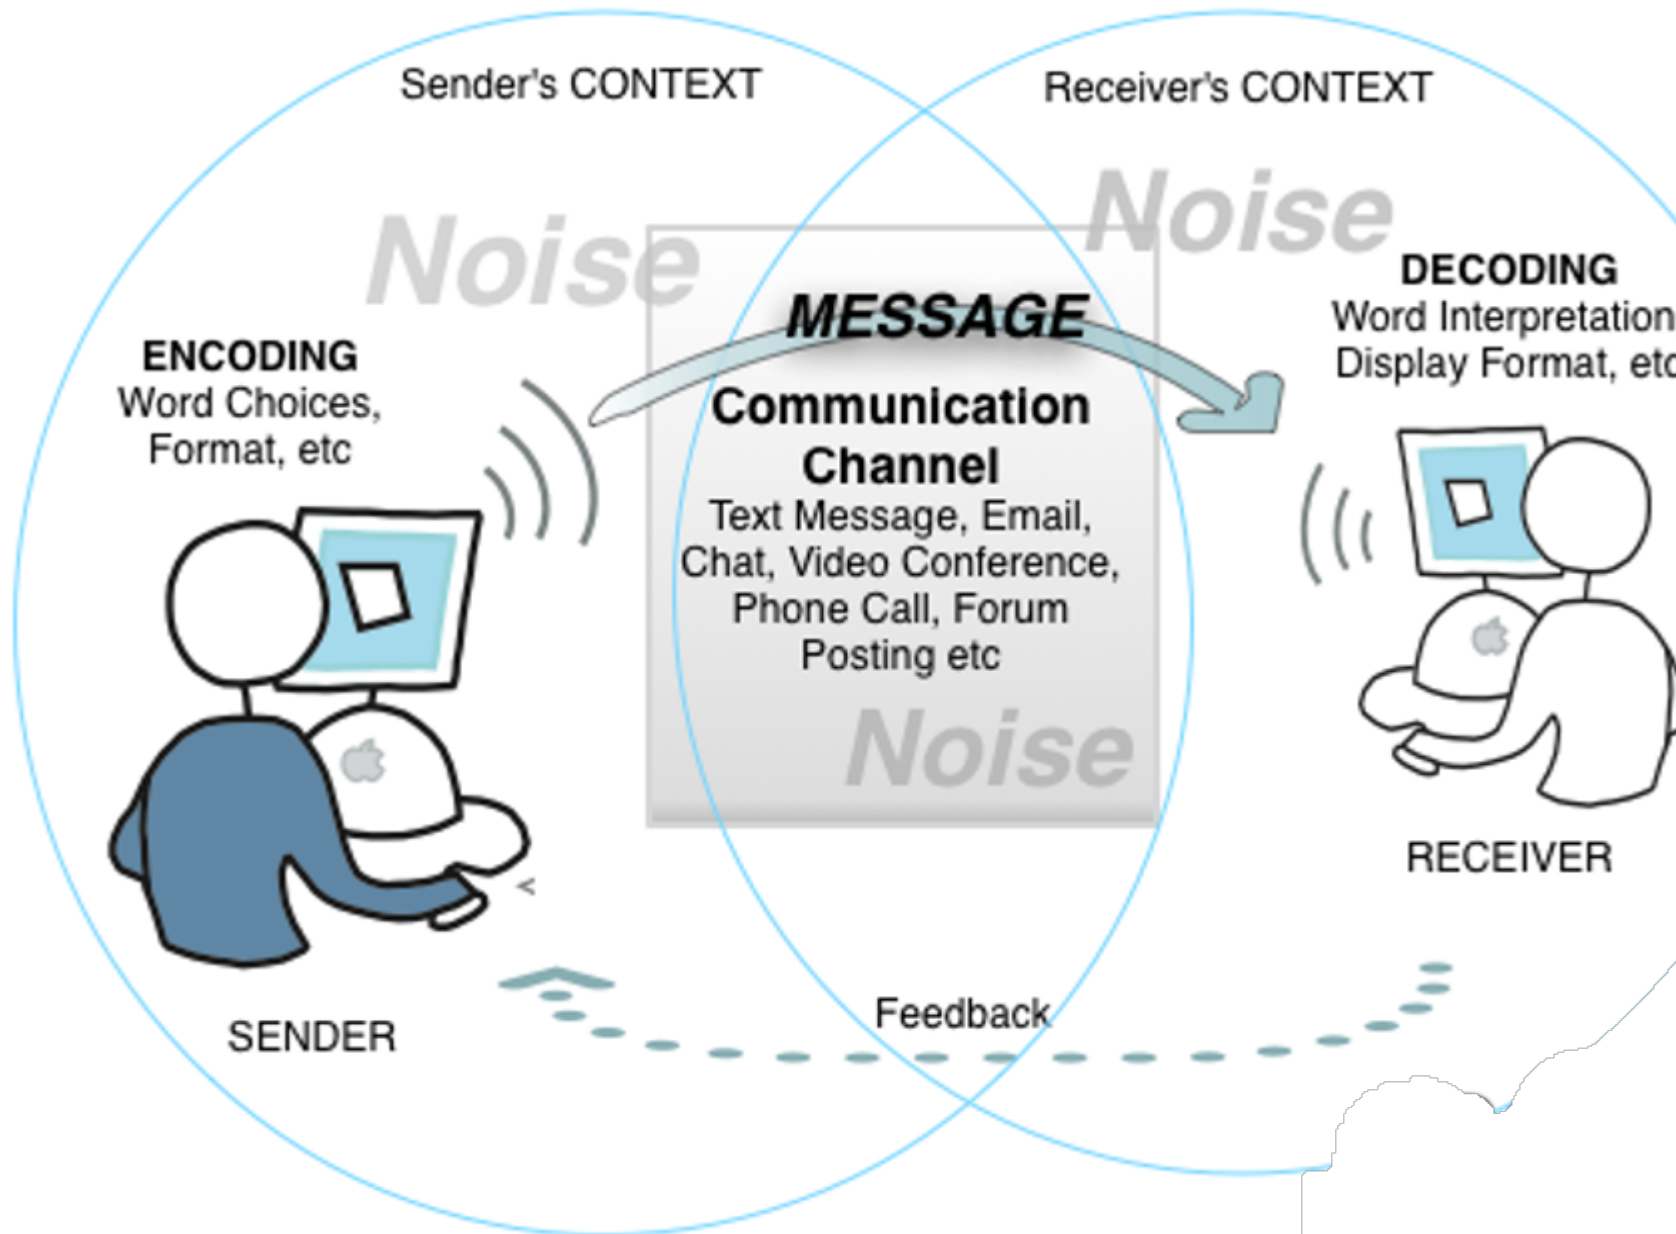 Sender's CONTEXT
Receiver's CONTEXT
Noise
Noise
DECODING
Word Interpretation
Display Format, etc
MESSAGE
ENCODING
Word Choices,
Format, etc
Communication
Channel
Text Message, Email,
Chat, Video Conference,
Phone Call, Forum
Posting etc
Noise
RECEIVER
<
Feedback
SENDER